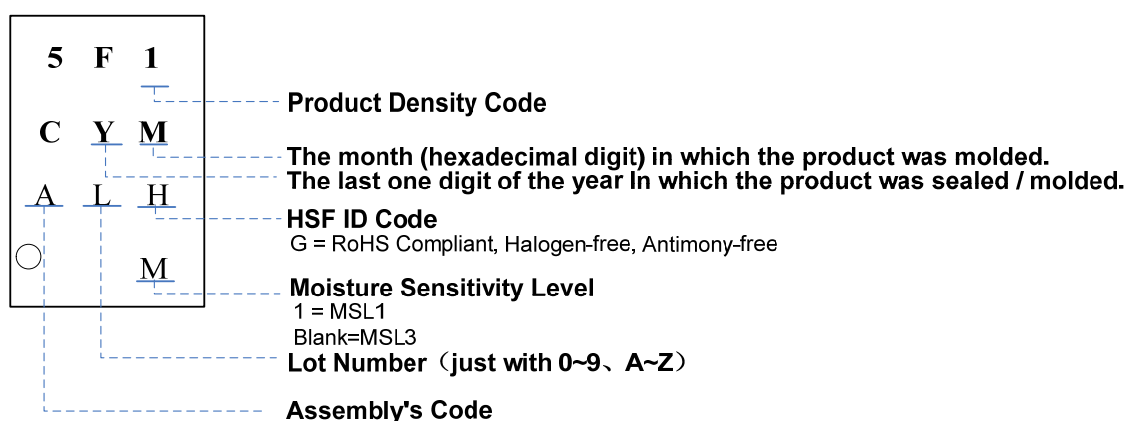 5 F 1
Product Density Code
C Y M
The month (hexadecimal digit) in which the product was molded.
The last one digit of the year In which the product was sealed / molded.
A L H
HSF ID Code
G = RoHS Compliant, Halogen-free, Antimony-free
M
Moisture Sensitivity Level
1 = MSL1
Blank=MSL3
Lot Number（just with 0~9、A~Z）
Assembly's Code